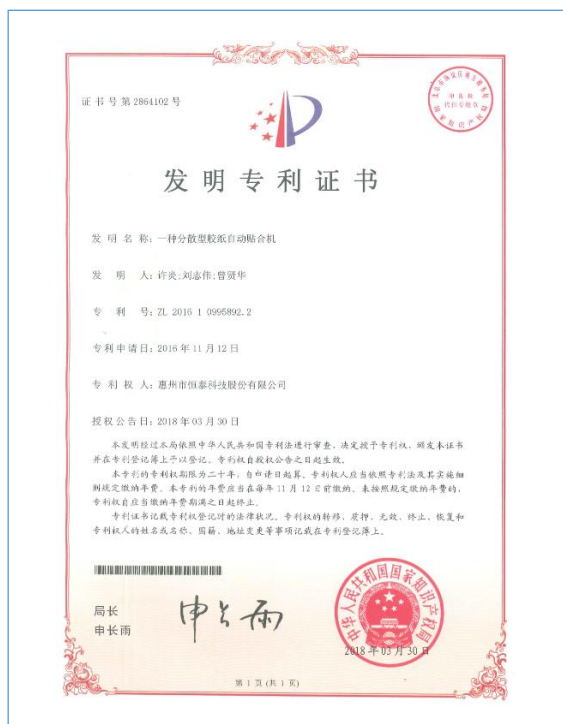 证书号第2864102号
发明专利证书
发明名称：一种分散型胶纸自动贴合机
发明人：许炎;刘志伟;曾贤华
专利号：ZL 2016 1 0995892.2
专利申请日：2016年11月12日
专利权人：惠州市恒泰科技股份有限公司
授权公告日：2018年03月30日
本发明经过本局依照中华人民共和国专利法进行审查，决定授予专利权，颁发本证书
并在专利登记簿上予以登记。专利权自授权公告之日起生效。
本专利的专利权期限为二十年，自申请日起算。专利权人应当依照专利法及其实施细
则规定缴纳年费。本专利的年费应当在每年11月12日前缴纳。未按照规定缴纳年费的，
专利权自应当缴纳年费期满之日起终止。
专利证书记载专利权登记时的法律状况。专利权的转移、质押、无效、终止、恢复和
专利权人的姓名或名称、国籍、地址变更等事项记载在专利登记簿上。
局长
申长雨
申长雨
中华人民共和国国家知识产权局
2018年03月30日
第1页(共1页)